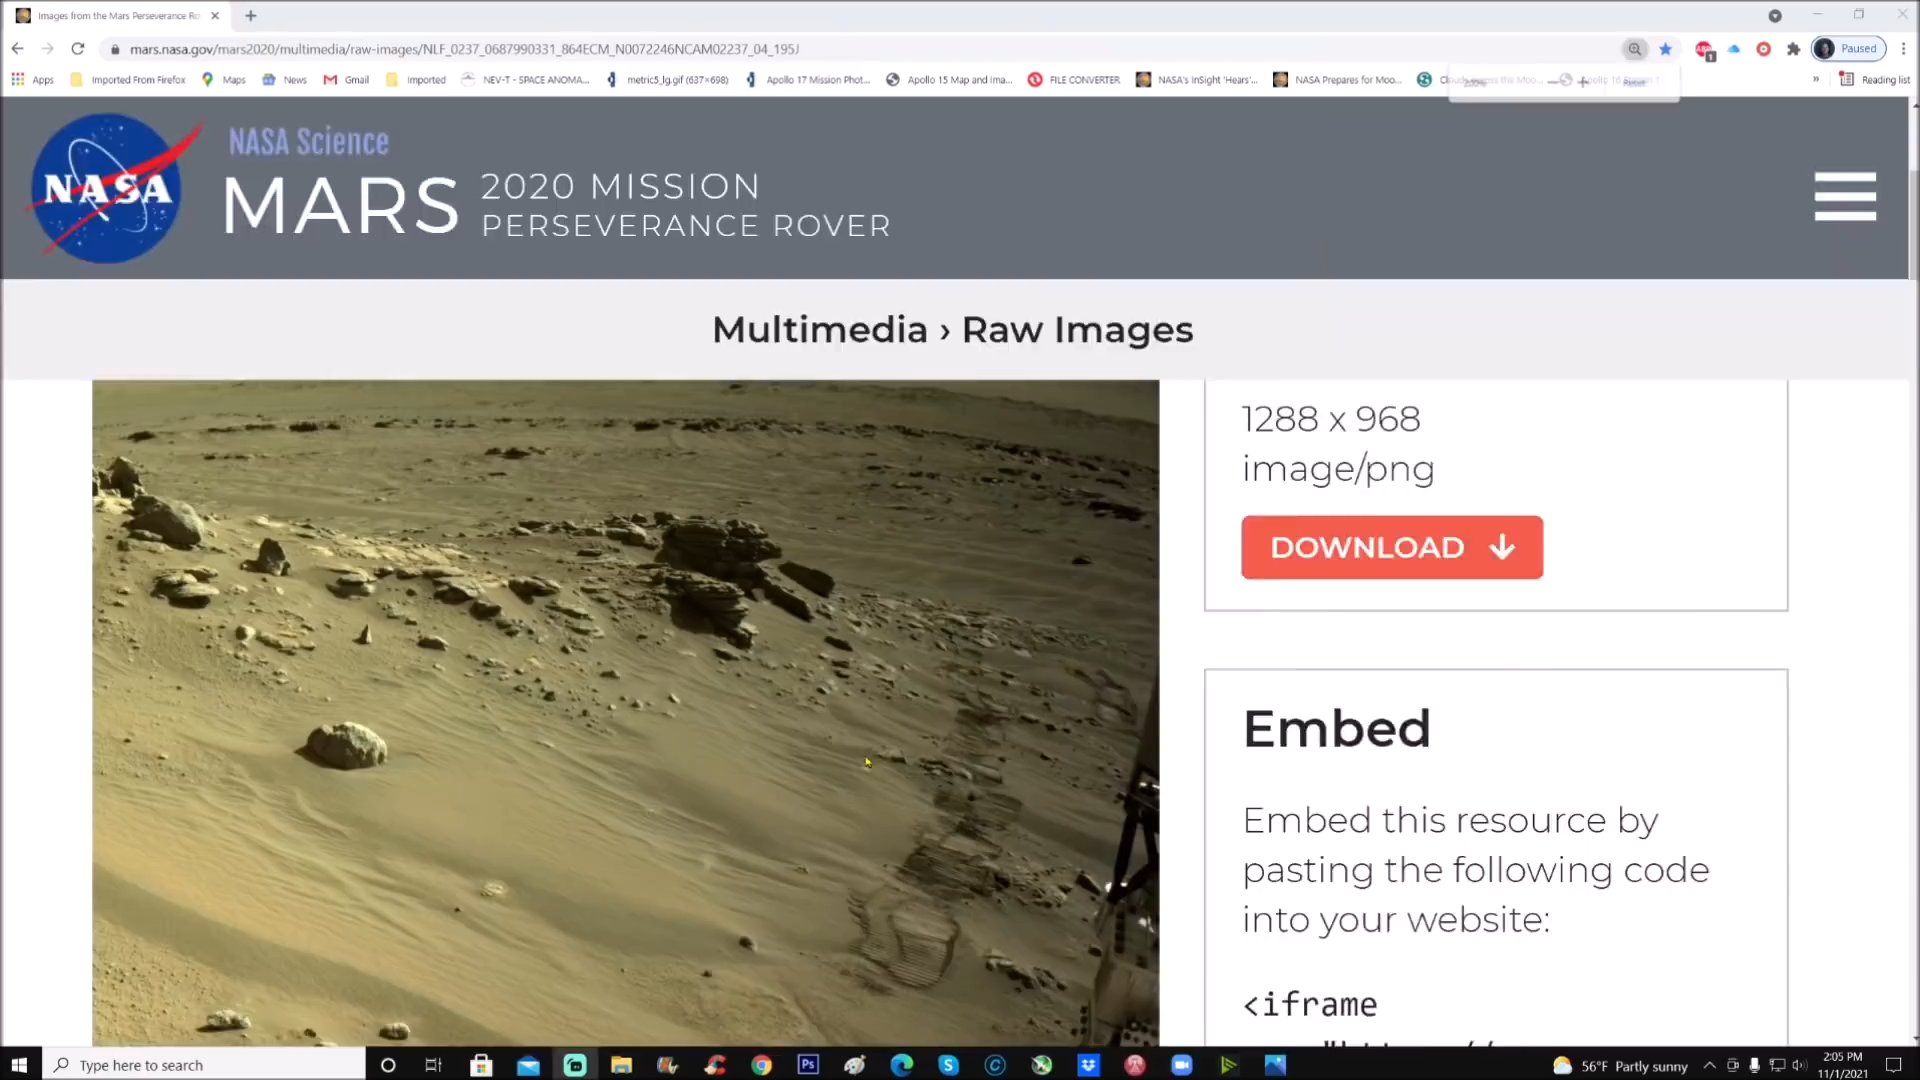 Images from the Mars Perseverance Ro
mars.nasa.gov/mars2020/multimedia/raw-images/NLF_0237_0687990331_864ECM_N0072246NCAM02237_04_195J
Paused
Apps Imported From Firefox Maps News Gmail Imported NEV-T - SPACE ANOMA... metric5_lg.gif (637×698) Apollo 17 Mission Phot... Apollo 15 Map and Ima... FILE CONVERTER NASA's InSight 'Hears'... NASA Prepares for Moo... » Reading list
200% Reset
NASA
NASA Science
MARS 2020 MISSION
PERSEVERANCE ROVER
Multimedia › Raw Images
1288 x 968
image/png
DOWNLOAD
Embed
Embed this resource by
pasting the following code
into your website:
<iframe
Type here to search
56°F Partly sunny
2:05 PM
11/1/2021